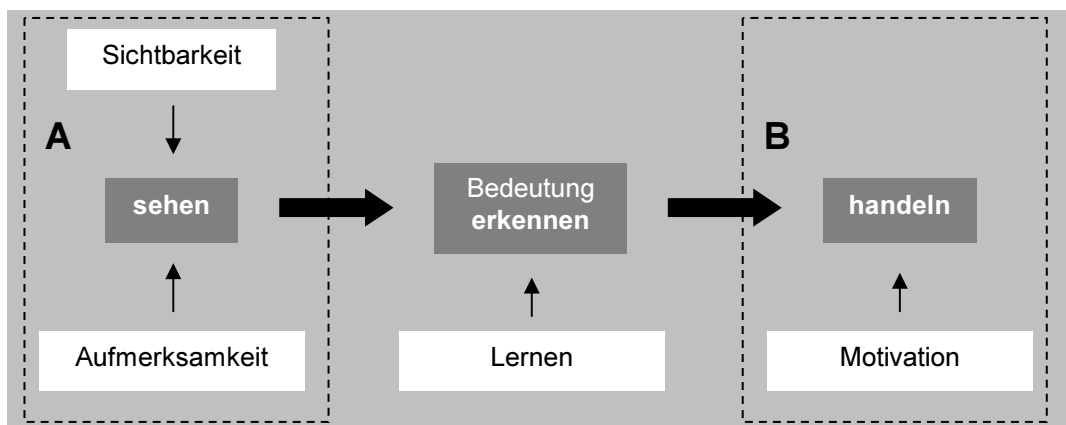 Sichtbarkeit
A
B
sehen
Bedeutung
erkennen
handeln
Aufmerksamkeit
Lernen
Motivation